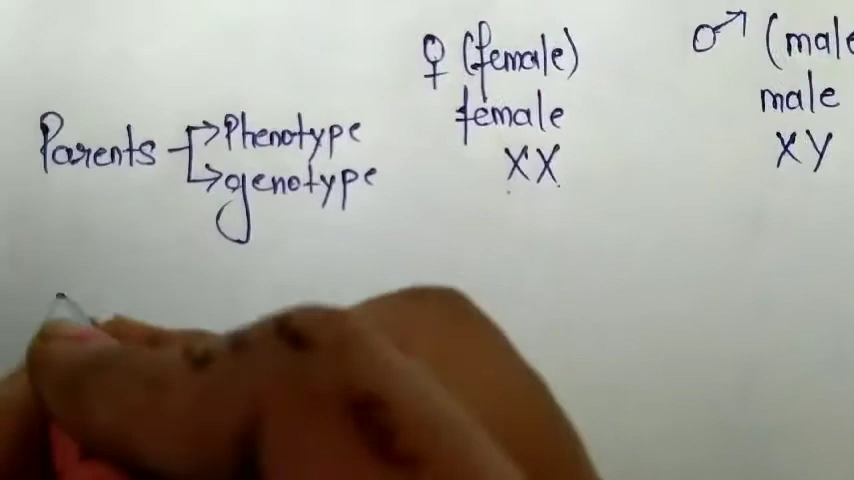 ♀ (female) ♂ (male
female male
Parents Phenotype
genotype
XX XY